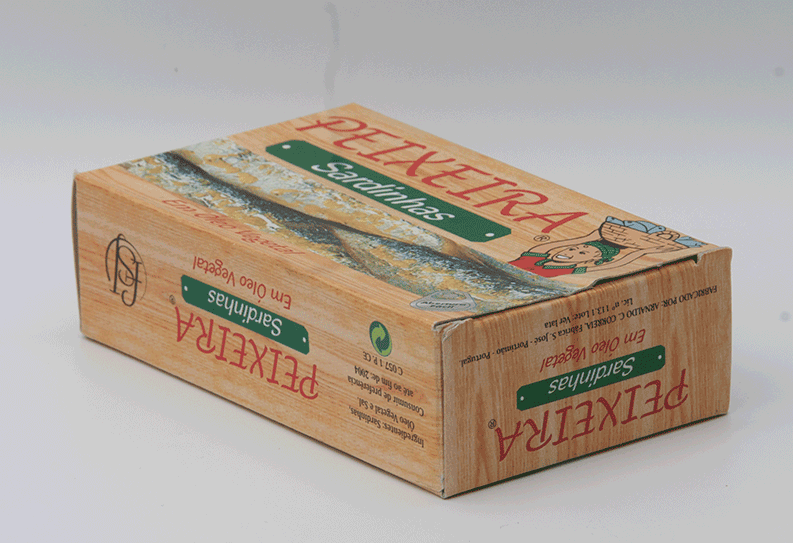 PEIXEIRA®
Sardinhas
Em Óleo Vegetal
PEIXEIRA®
Sardinhas
Em Óleo Vegetal
Ingredientes: Sardinhas,
Óleo Vegetal e Sal.
Consumir de preferência
até ao fim de: 2004
C 057 1 P. CE
PEIXEIRA®
Sardinhas
Em Óleo Vegetal
FABRICADO POR: ARNALDO C. CORREIA, Fábrica S. José - Portimão - Portugal.
Lic. nº 113.1 Lote: Ver lata